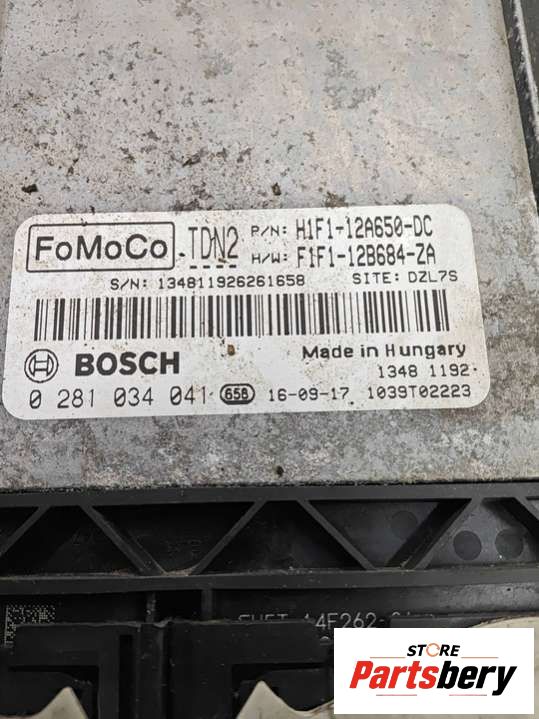 FoMoCo TDN2 P/N: H1F1-12A650-DC
H/W: F1F1-12B684-ZA
S/N: 134811926261658 SITE: DZL7S
BOSCH Made in Hungary
1348 1192
0 281 034 041 658 16-09-17 1039T02223
STORE
Partsbery